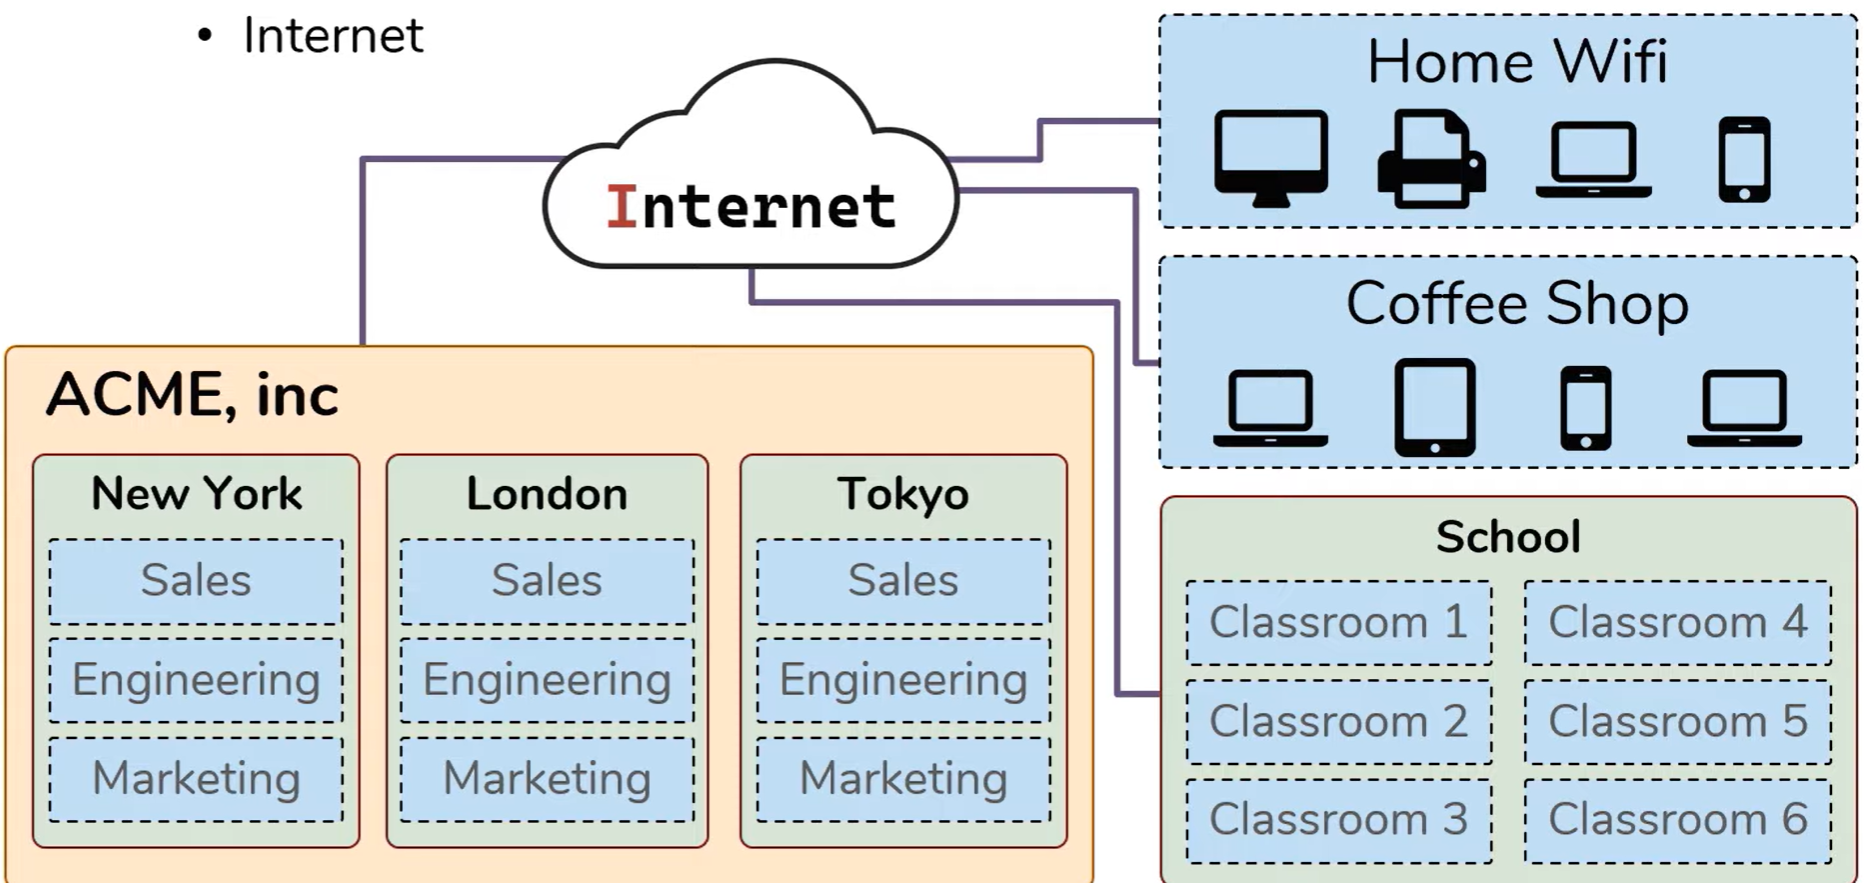 • Internet
Internet
Home Wifi
Coffee Shop
ACME, inc
New York
Sales
Engineering
Marketing
London
Sales
Engineering
Marketing
Tokyo
Sales
Engineering
Marketing
School
Classroom 1
Classroom 2
Classroom 3
Classroom 4
Classroom 5
Classroom 6